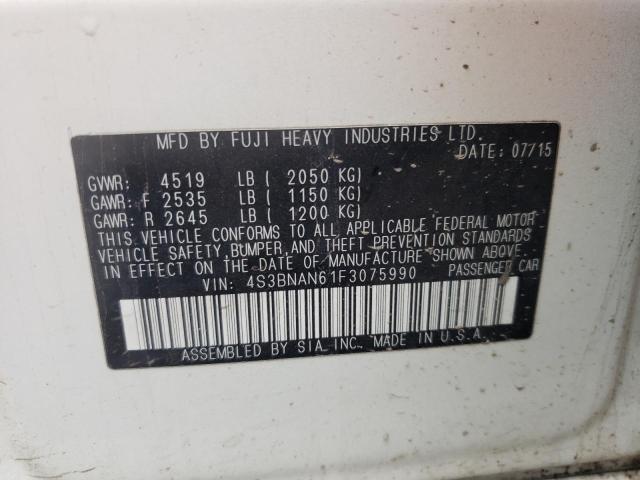 MFD BY FUJI HEAVY INDUSTRIES LTD.
DATE: 07/15
GVWR: 4519 LB ( 2050 KG)
GAWR: F 2535 LB ( 1150 KG)
GAWR: R 2645 LB ( 1200 KG)
THIS VEHICLE CONFORMS TO ALL APPLICABLE FEDERAL MOTOR
VEHICLE SAFETY, BUMPER, AND THEFT PREVENTION STANDARDS
IN EFFECT ON THE DATE OF MANUFACTURE SHOWN ABOVE.
VIN: 4S3BNAN61F3075990 PASSENGER CAR
ASSEMBLED BY SIA, INC., MADE IN U.S.A.